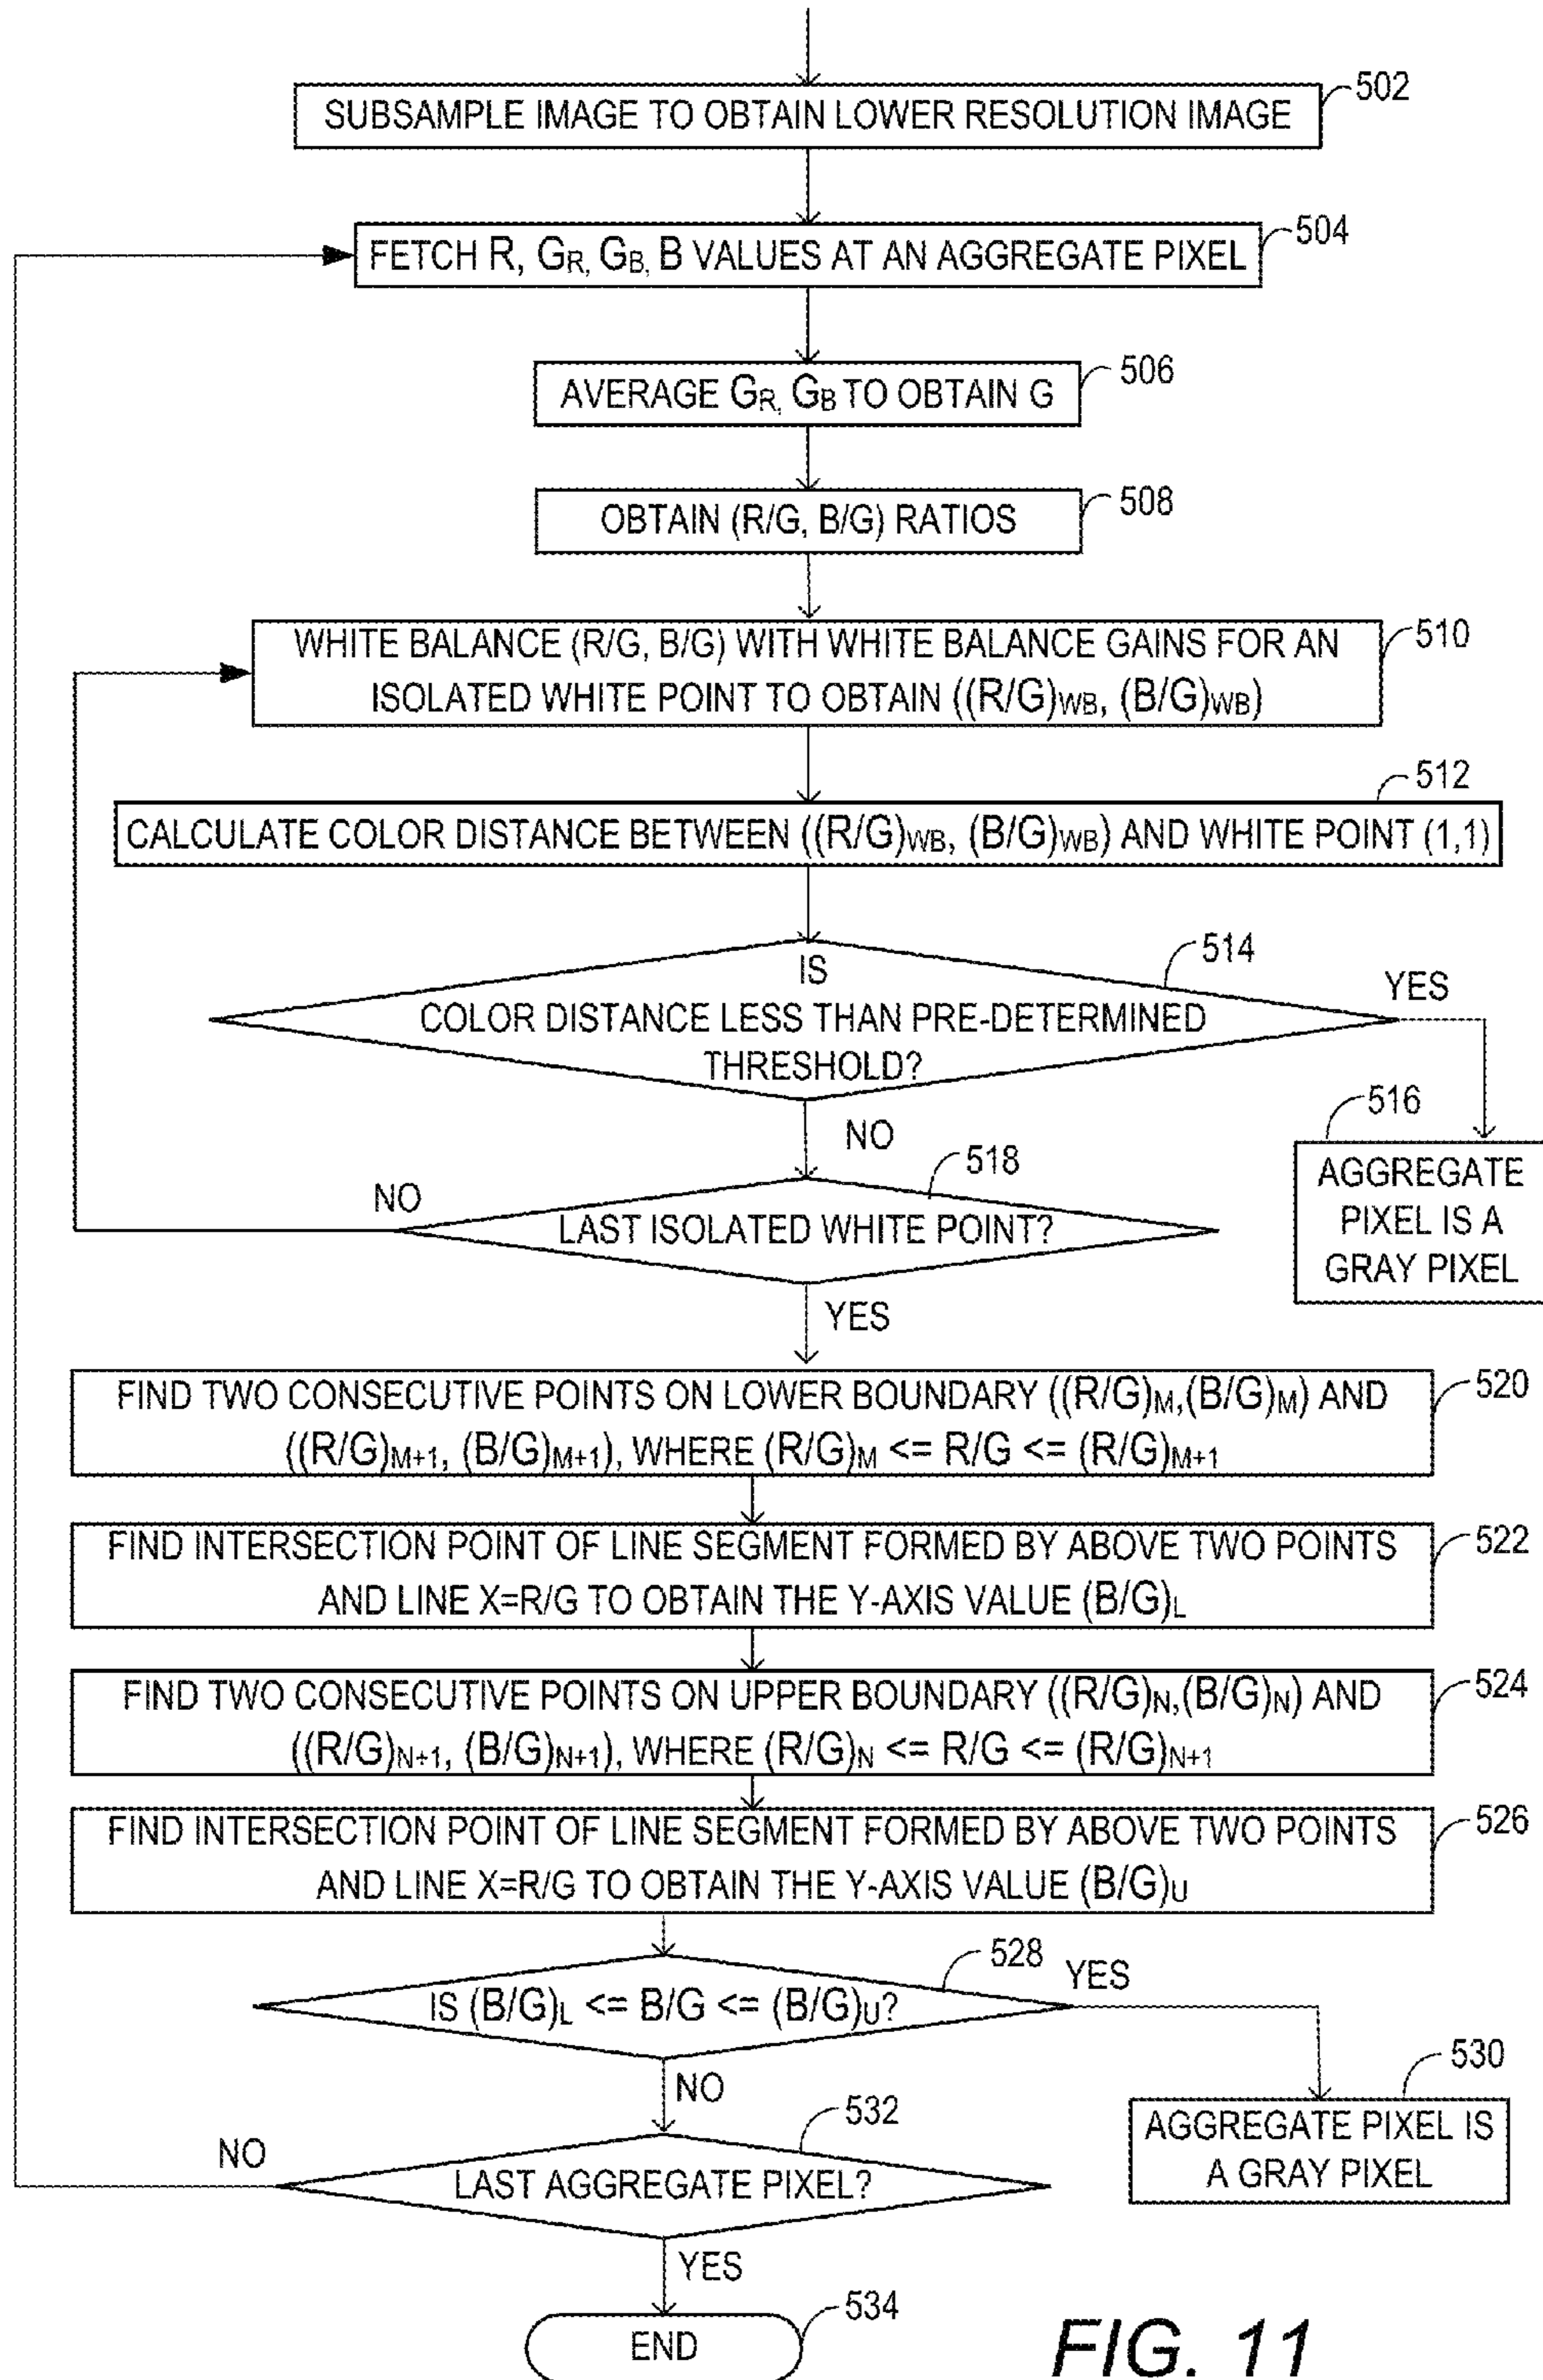 SUBSAMPLE IMAGE TO OBTAIN LOWER RESOLUTION IMAGE
502
FETCH R, GR, GB, B VALUES AT AN AGGREGATE PIXEL
504
AVERAGE GR, GB TO OBTAIN G
506
OBTAIN (R/G, B/G) RATIOS
508
WHITE BALANCE (R/G, B/G) WITH WHITE BALANCE GAINS FOR AN
ISOLATED WHITE POINT TO OBTAIN ((R/G)WB, (B/G)WB)
510
512
CALCULATE COLOR DISTANCE BETWEEN ((R/G)WB, (B/G)WB) AND WHITE POINT (1,1)
IS
COLOR DISTANCE LESS THAN PRE-DETERMINED
THRESHOLD?
514
YES
NO
516
AGGREGATE
PIXEL IS A
GRAY PIXEL
518
NO
LAST ISOLATED WHITE POINT?
YES
FIND TWO CONSECUTIVE POINTS ON LOWER BOUNDARY ((R/G)M,(B/G)M) AND
((R/G)M+1, (B/G)M+1), WHERE (R/G)M <= R/G <= (R/G)M+1
520
FIND INTERSECTION POINT OF LINE SEGMENT FORMED BY ABOVE TWO POINTS
AND LINE X=R/G TO OBTAIN THE Y-AXIS VALUE (B/G)L
522
FIND TWO CONSECUTIVE POINTS ON UPPER BOUNDARY ((R/G)N,(B/G)N) AND
((R/G)N+1, (B/G)N+1), WHERE (R/G)N <= R/G <= (R/G)N+1
524
FIND INTERSECTION POINT OF LINE SEGMENT FORMED BY ABOVE TWO POINTS
AND LINE X=R/G TO OBTAIN THE Y-AXIS VALUE (B/G)U
526
528
YES
IS (B/G)L <= B/G <= (B/G)U?
NO
530
AGGREGATE PIXEL IS
A GRAY PIXEL
532
NO
LAST AGGREGATE PIXEL?
YES
534
END
FIG. 11